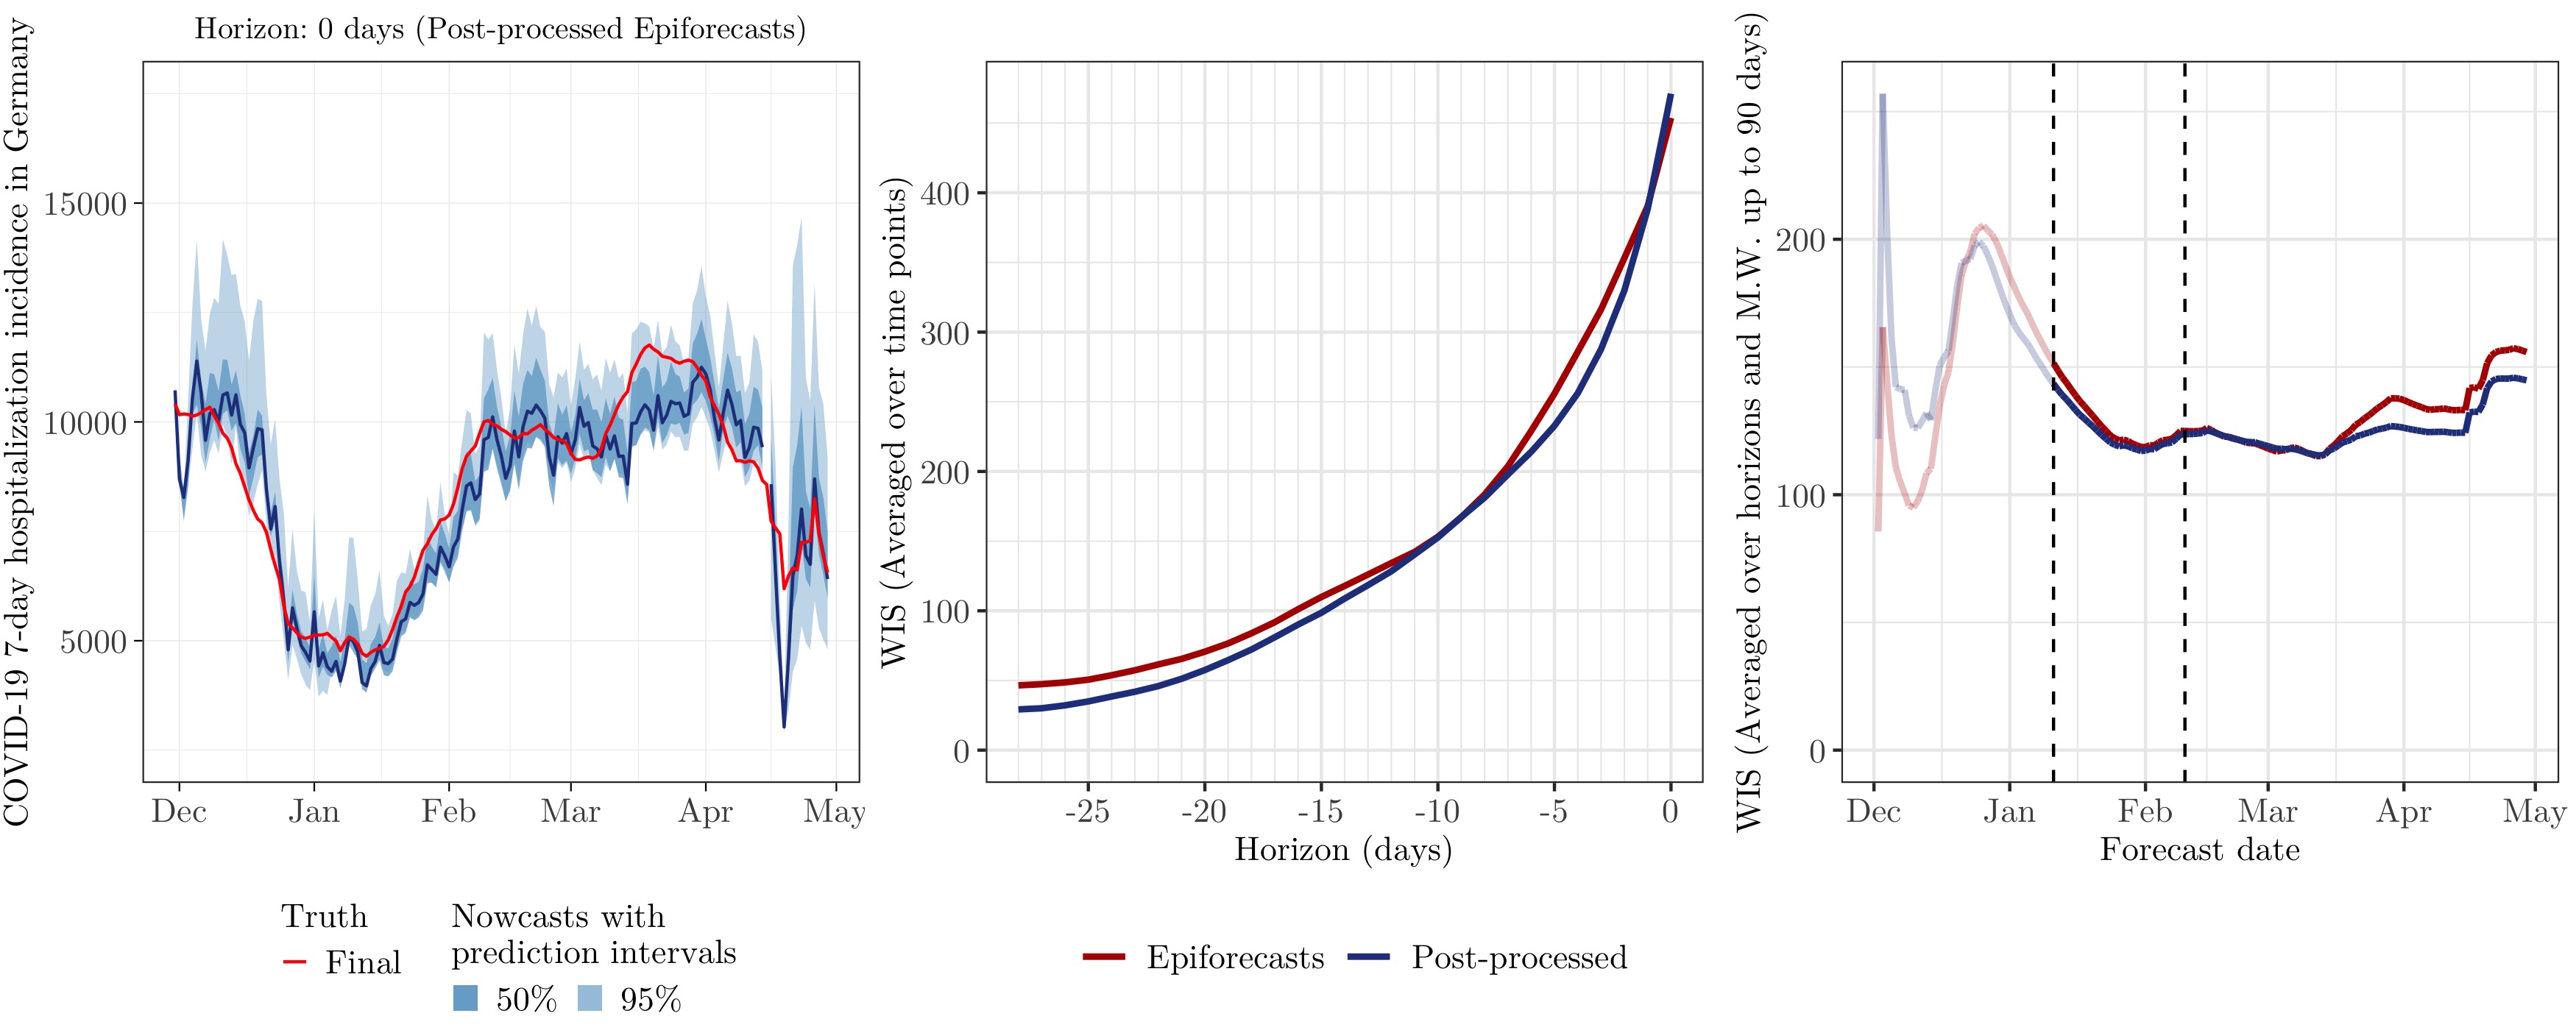 Horizon: 0 days (Post-processed Epiforecasts)
COVID-19 7-day hospitalization incidence in Germany
15000
10000
5000
Dec Jan Feb Mar Apr May
Truth
Final
Nowcasts with
prediction intervals
50% 95%
WIS (Averaged over time points)
400
300
200
100
0
-25 -20 -15 -10 -5 0
Horizon (days)
WIS (Averaged over horizons and M.W. up to 90 days)
200
100
0
Dec Jan Feb Mar Apr May
Forecast date
Epiforecasts Post-processed